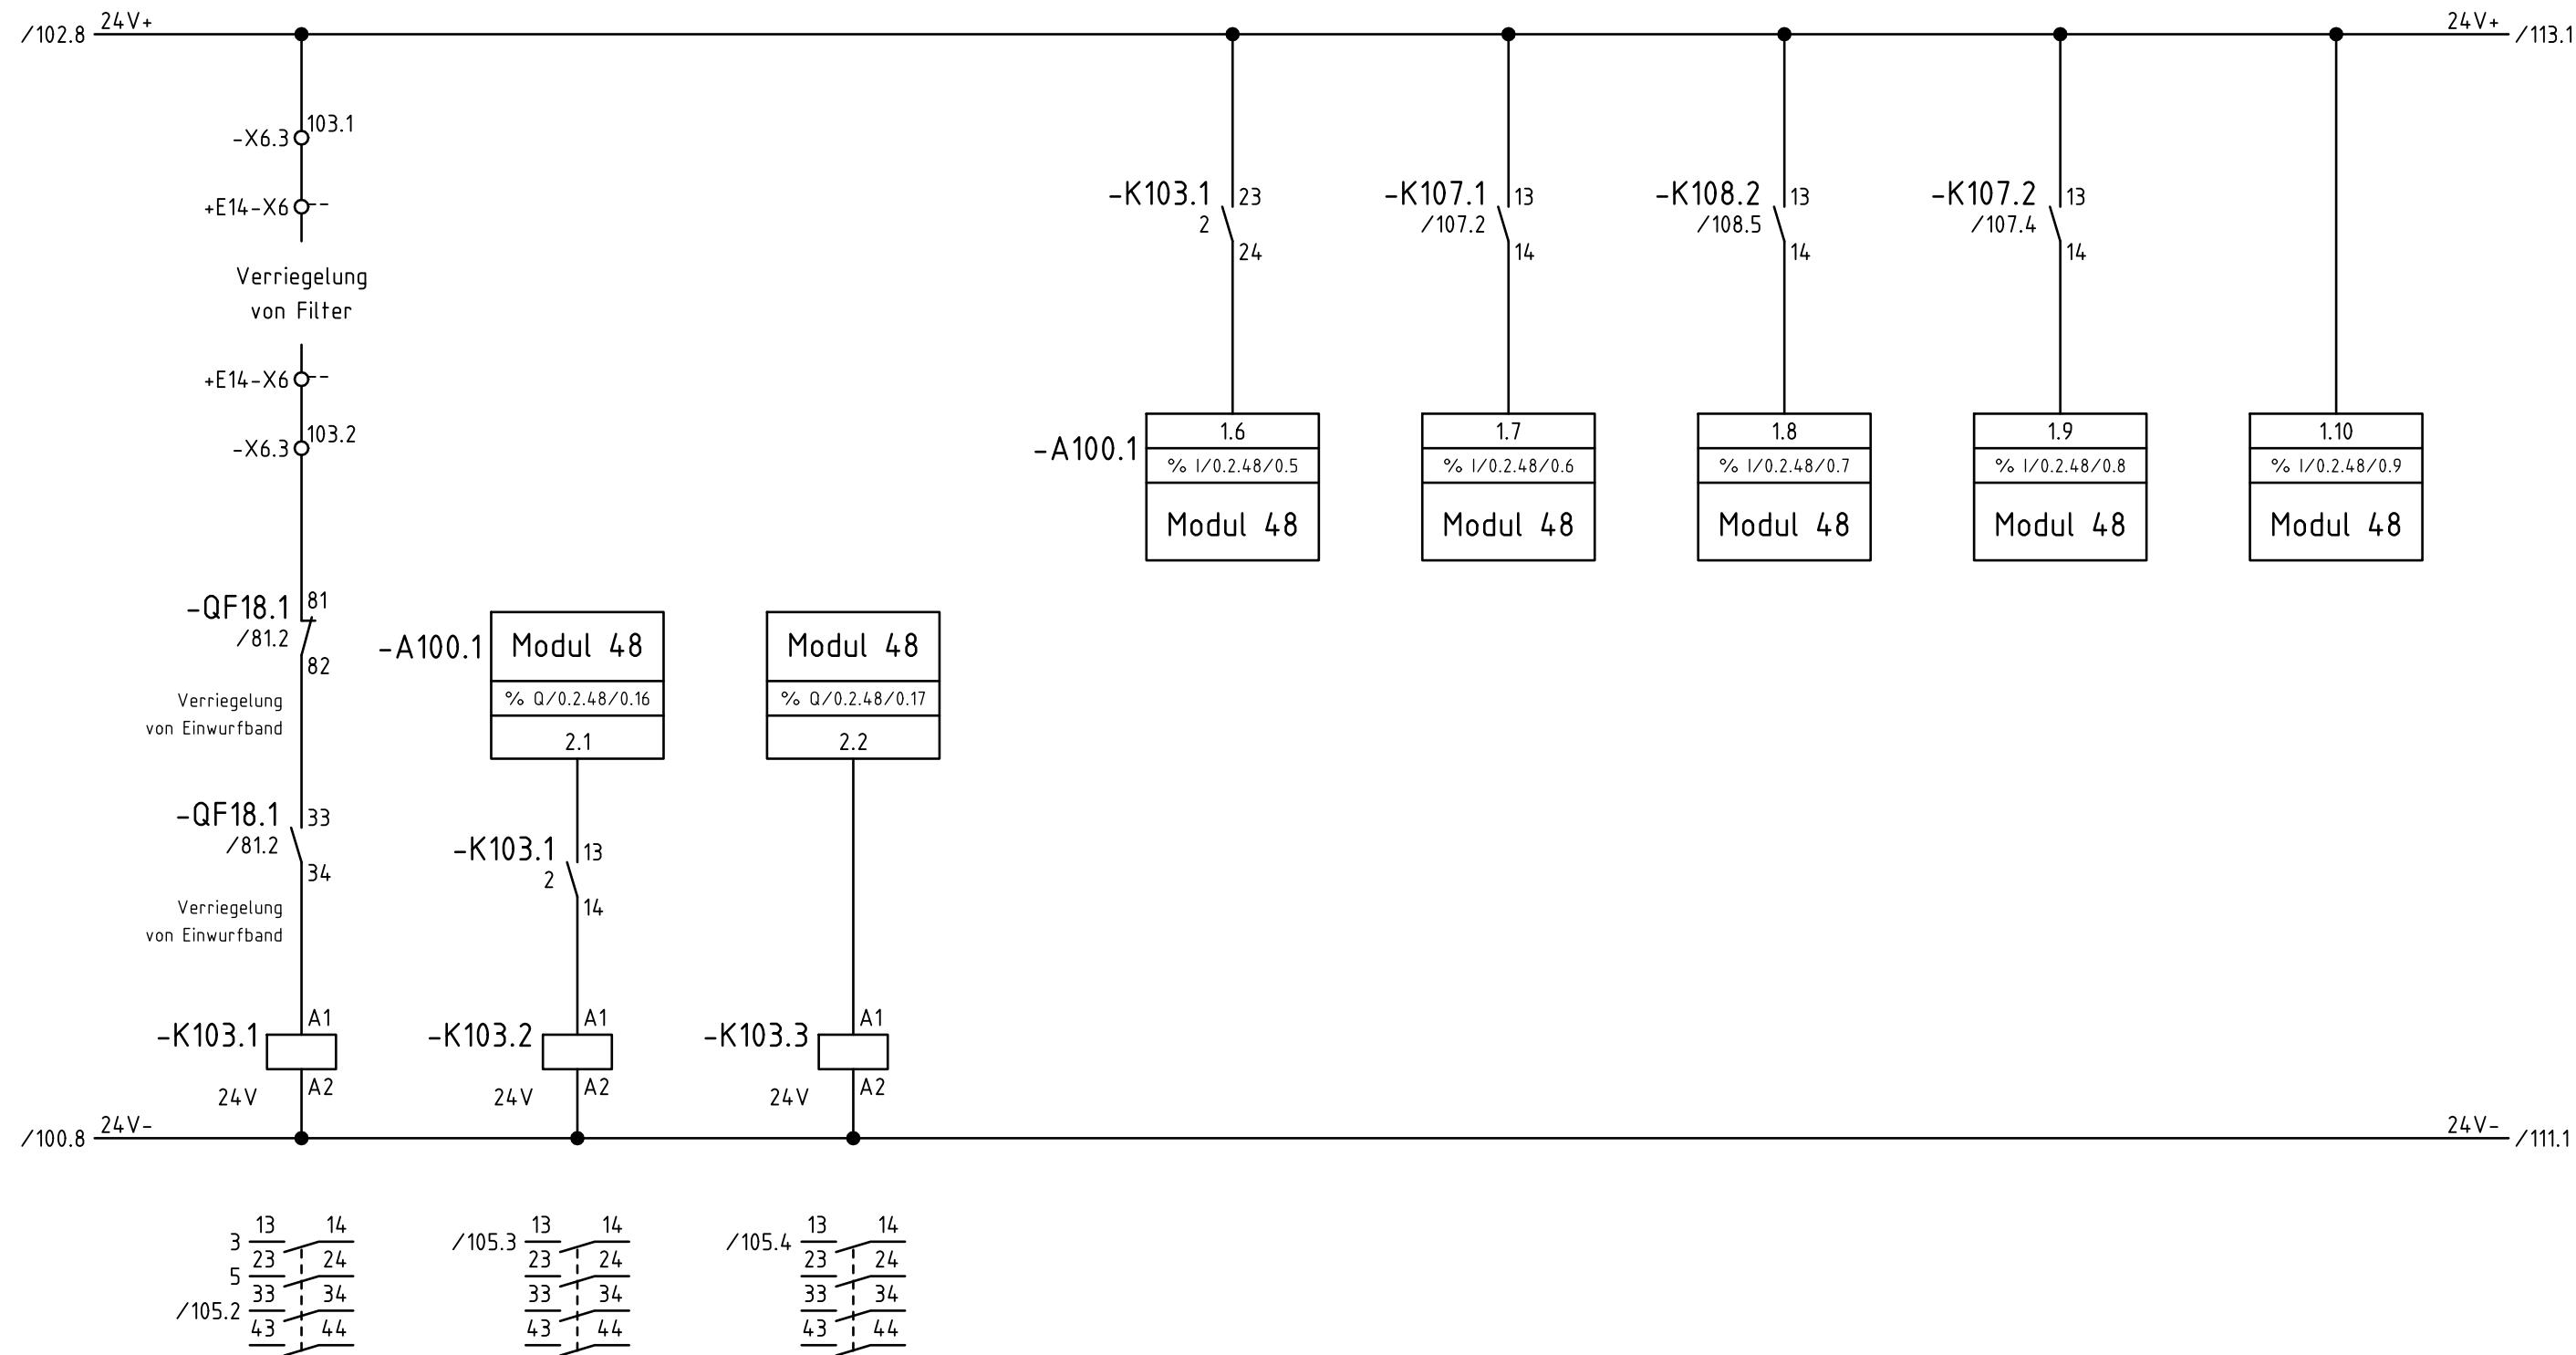 /102.8 24V+ 24V+ /113.1
103.1
-X6.3
+E14-X6 --
Verriegelung
von Filter
+E14-X6 --
103.2
-X6.3
-QF18.1 81
/81.2
82
Verriegelung
von Einwurfband
-QF18.1 33
/81.2
34
Verriegelung
von Einwurfband
A1
-K103.1
A2
24V
-A100.1 Modul 48
% Q/0.2.48/0.16
2.1
-K103.1 13
2
14
A1
-K103.2
A2
24V
Modul 48
% Q/0.2.48/0.17
2.2
A1
-K103.3
A2
24V
-K103.1 23
2
24
-A100.1
1.6
% I/0.2.48/0.5
Modul 48
-K107.1 13
/107.2
14
1.7
% I/0.2.48/0.6
Modul 48
-K108.2 13
/108.5
14
1.8
% I/0.2.48/0.7
Modul 48
-K107.2 13
/107.4
14
1.9
% I/0.2.48/0.8
Modul 48
1.10
% I/0.2.48/0.9
Modul 48
/100.8 24V- 24V- /111.1
13 14
3
23 24
5
33 34
/105.2
43 44
13 14
/105.3
23 24
33 34
43 44
13 14
/105.4
23 24
33 34
43 44